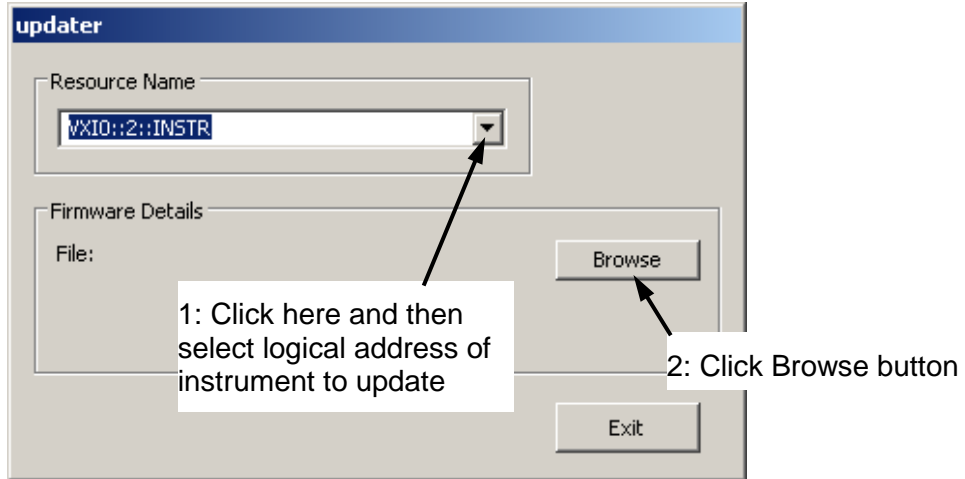 updater
Resource Name
VXI0::2::INSTR
Firmware Details
File:
Browse
1: Click here and then
select logical address of
instrument to update
2: Click Browse button
Exit